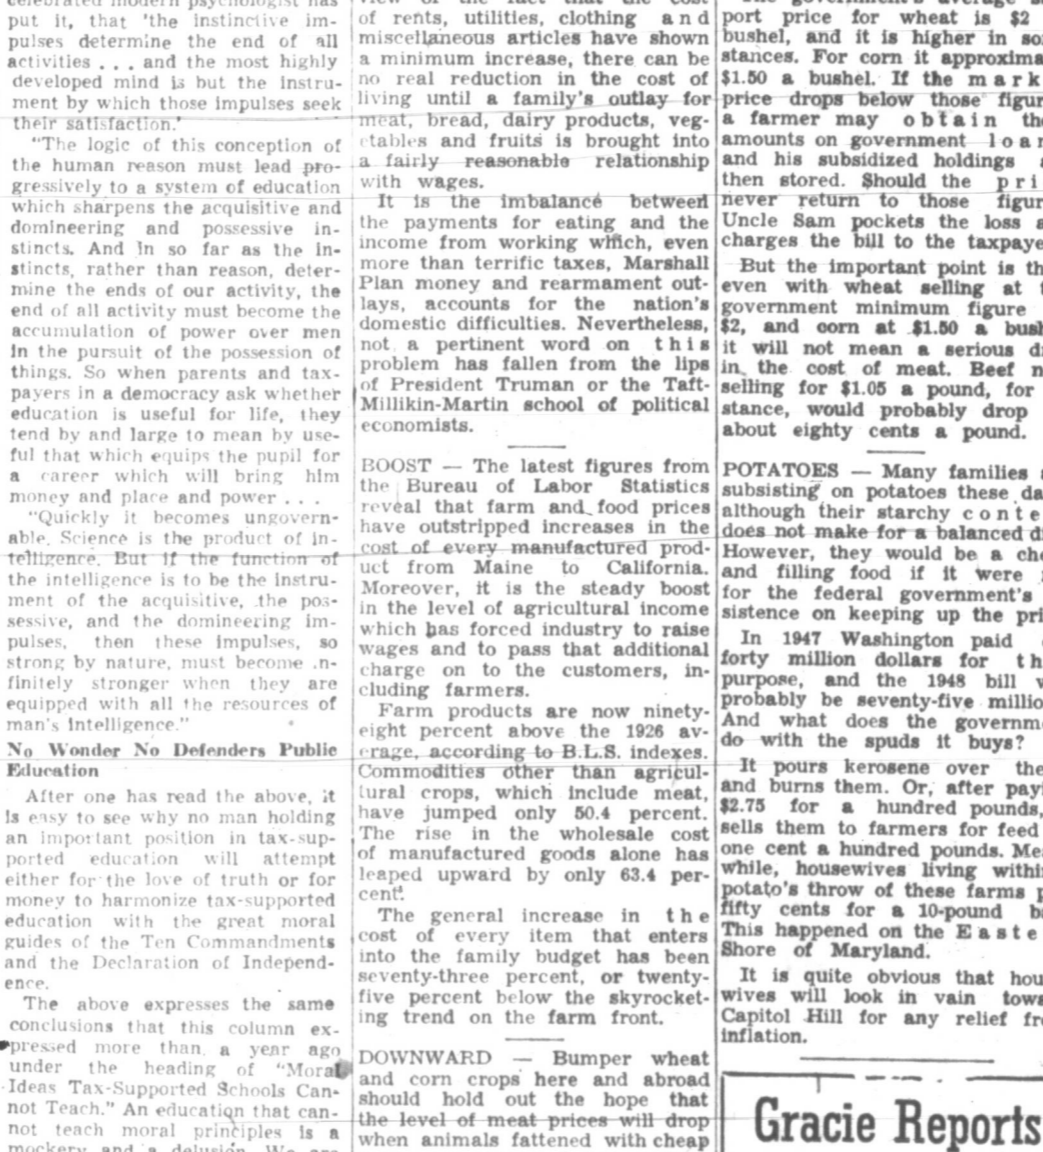 celebrated modern psychologist has
put it, that 'the instinctive im-
pulses determine the end of all
activities . . . and the most highly
developed mind is but the instru-
ment by which those impulses seek
their satisfaction.'
"The logic of this conception of
the human reason must lead pro-
gressively to a system of education
which sharpens the acquisitive and
domineering and possessive in-
stincts. And in so far as the in-
stincts, rather than reason, deter-
mine the ends of our activity, the
end of all activity must become the
accumulation of power over men
in the pursuit of the possession of
things. So when parents and tax-
payers in a democracy ask whether
education is useful for life, they
tend by and large to mean by use-
ful that which equips the pupil for
a career which will bring him
money and place and power . . .
"Quickly it becomes ungovern-
able. Science is the product of in-
telligence. But if the function of
the intelligence is to be the instru-
ment of the acquisitive, the pos-
sessive, and the domineering im-
pulses, then these impulses, so
strong by nature, must become .n-
finitely stronger when they are
equipped with all the resources of
man's intelligence."
No Wonder No Defenders Public
Education
After one has read the above, it
is easy to see why no man holding
an important position in tax-sup-
ported education will attempt
either for the love of truth or for
money to harmonize tax-supported
education with the great moral
guides of the Ten Commandments
and the Declaration of Independ-
ence.
The above expresses the same
conclusions that this column ex-
pressed more than a year ago
under the heading of "Moral
Ideas Tax-Supported Schools Can-
not Teach." An education that can-
not teach moral principles is a
mockery and a delusion. We are
view of the fact that the cost
of rents, utilities, clothing and
miscellaneous articles have shown
a minimum increase, there can be
no real reduction in the cost of
living until a family's outlay for
meat, bread, dairy products, veg-
etables and fruits is brought into
a fairly reasonable relationship
with wages.
It is the imbalance between
the payments for eating and the
income from working which, even
more than terrific taxes, Marshall
Plan money and rearmament out-
lays, accounts for the nation's
domestic difficulties. Nevertheless,
not a pertinent word on this
problem has fallen from the lips
of President Truman or the Taft-
Millikin-Martin school of political
economists.
BOOST — The latest figures from
the Bureau of Labor Statistics
reveal that farm and food prices
have outstripped increases in the
cost of every manufactured prod-
uct from Maine to California.
Moreover, it is the steady boost
in the level of agricultural income
which has forced industry to raise
wages and to pass that additional
charge on to the customers, in-
cluding farmers.
Farm products are now ninety-
eight percent above the 1926 av-
erage, according to B.L.S. indexes.
Commodities other than agricul-
tural crops, which include meat,
have jumped only 50.4 percent.
The rise in the wholesale cost
of manufactured goods alone has
leaped upward by only 63.4 per-
cent.
The general increase in the
cost of every item that enters
into the family budget has been
seventy-three percent, or twenty-
five percent below the skyrocket-
ing trend on the farm front.
DOWNWARD — Bumper wheat
and corn crops here and abroad
should hold out the hope that
the level of meat prices will drop
when animals fattened with cheap
The government's average
port price for wheat is $2
bushel, and it is higher in so
stances. For corn it approxima
$1.50 a bushel. If the mark
price drops below those figur
a farmer may obtain the
amounts on government loan
and his subsidized holdings a
then stored. Should the pri
never return to those figur
Uncle Sam pockets the loss a
charges the bill to the taxpaye
But the important point is th
even with wheat selling at t
government minimum figure
$2, and corn at $1.50 a bush
it will not mean a serious d
in the cost of meat. Beef n
selling for $1.05 a pound, for
stance, would probably drop
about eighty cents a pound.
POTATOES — Many families a
subsisting on potatoes these da
although their starchy conte
does not make for a balanced di
However, they would be a che
and filling food if it were
for the federal government's
sistence on keeping up the pri
In 1947 Washington paid
forty million dollars for th
purpose, and the 1948 bill w
probably be seventy-five millio
And what does the governme
do with the spuds it buys?
It pours kerosene over the
and burns them. Or, after payi
$2.75 for a hundred pounds,
sells them to farmers for feed
one cent a hundred pounds. Me
while, housewives living withi
potato's throw of these farms p
fifty cents for a 10-pound b
This happened on the Easte
Shore of Maryland.
It is quite obvious that hou
wives will look in vain towa
Capitol Hill for any relief fr
inflation.
Gracie Reports